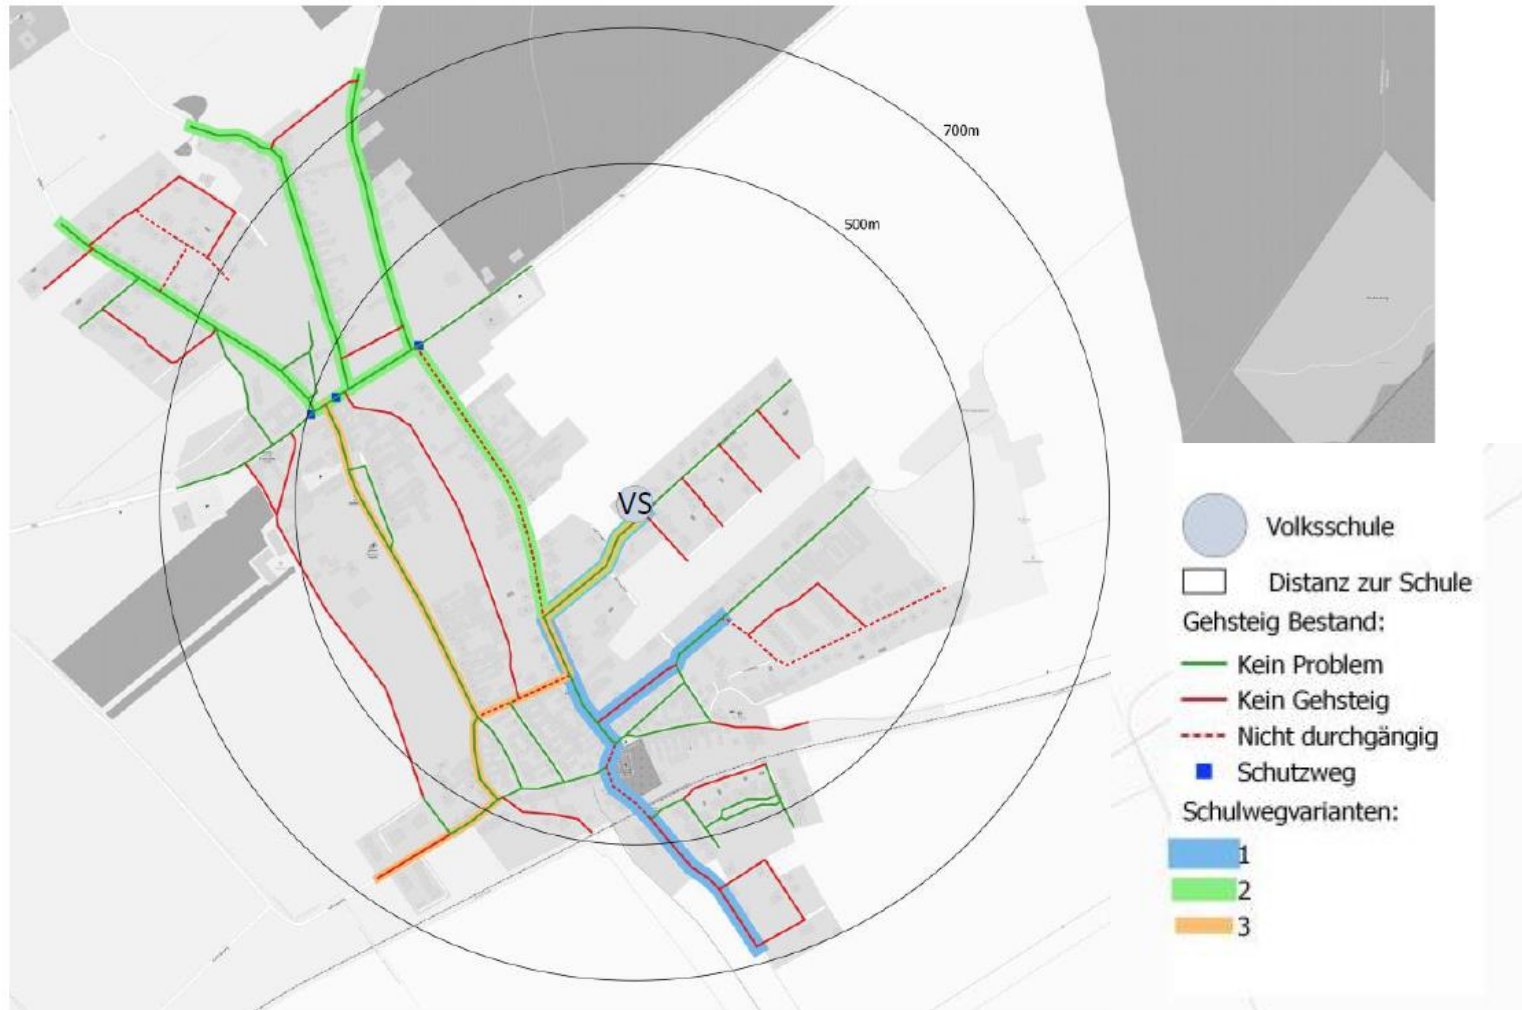 700m
500m
VS
Volksschule
Distanz zur Schule
Gehsteig Bestand:
Kein Problem
Kein Gehsteig
Nicht durchgängig
Schutzweg
Schulwegvarianten:
1
2
3